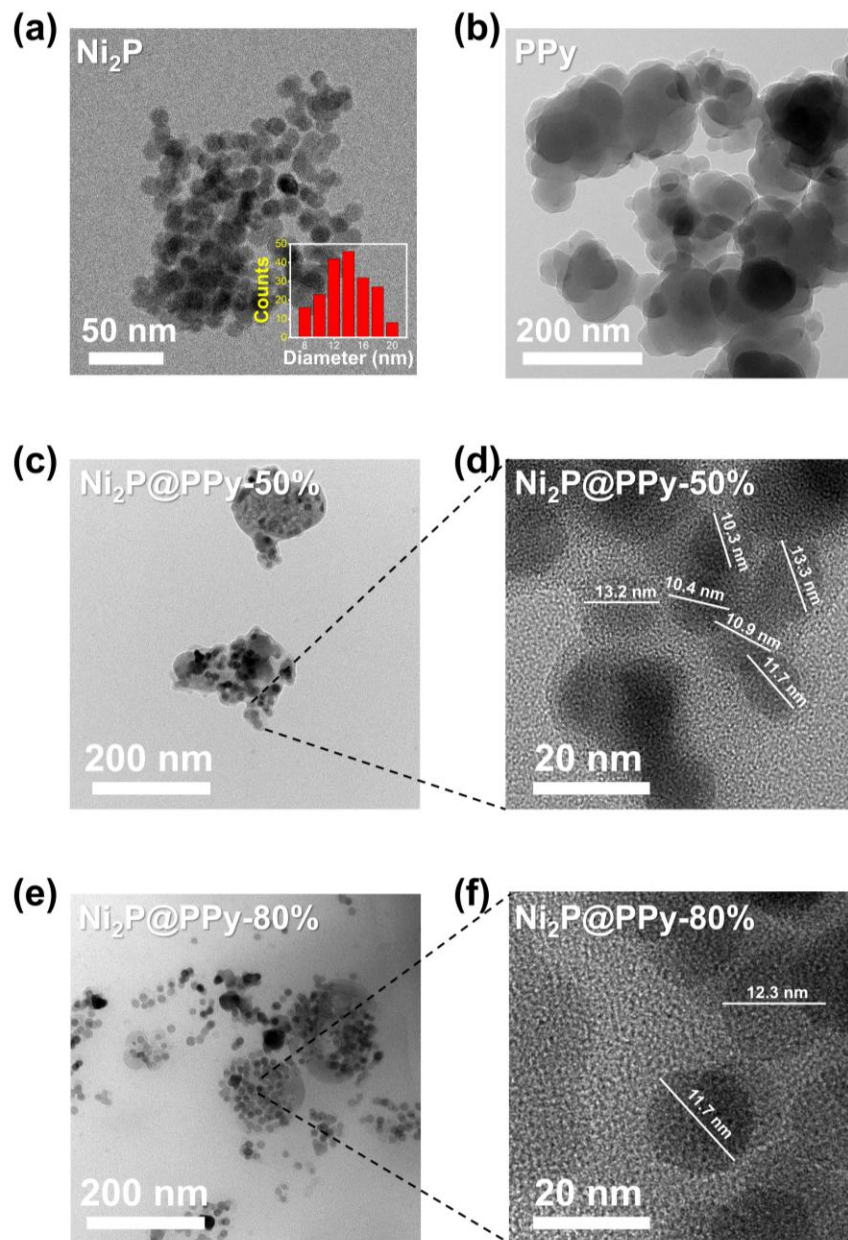 (a)
Ni₂P
50
40
30
20
10
0
Counts
8
12
16
20
Diameter (nm)
50 nm
(b)
PPy
200 nm
(c)
Ni₂P@PPy-50%
200 nm
(d)
Ni₂P@PPy-50%
10.3 nm
13.3 nm
13.2 nm
10.4 nm
10.9 nm
11.7 nm
20 nm
(e)
Ni₂P@PPy-80%
200 nm
(f)
Ni₂P@PPy-80%
12.3 nm
11.7 nm
20 nm